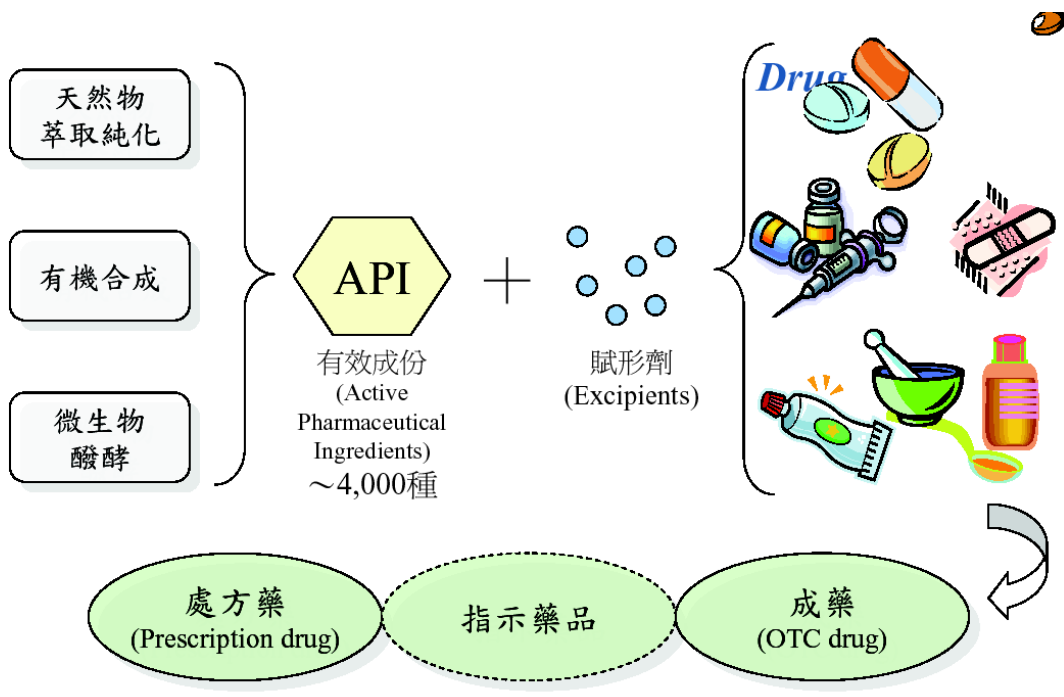 天然物
萃取純化
有機合成
微生物
醱酵
API
有效成份
(Active
Pharmaceutical
Ingredients)
～4,000種
賦形劑
(Excipients)
Drug
處方藥
(Prescription drug)
指示藥品
成藥
(OTC drug)